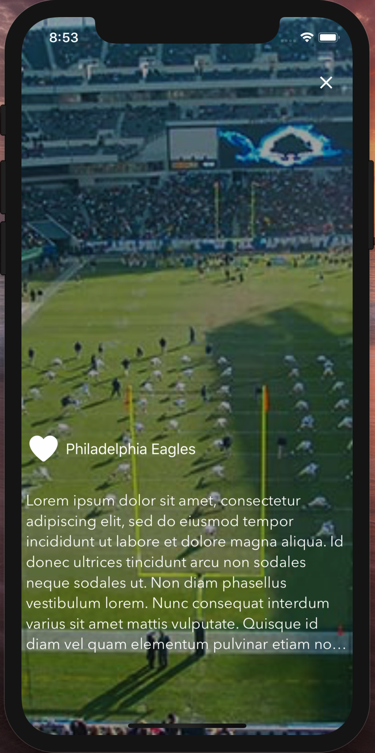 8:53
Philadelphia Eagles
Lorem ipsum dolor sit amet, consectetur
adipiscing elit, sed do eiusmod tempor
incididunt ut labore et dolore magna aliqua. Id
donec ultrices tincidunt arcu non sodales
neque sodales ut. Non diam phasellus
vestibulum lorem. Nunc consequat interdum
varius sit amet mattis vulputate. Quisque id
diam vel quam elementum pulvinar etiam no…